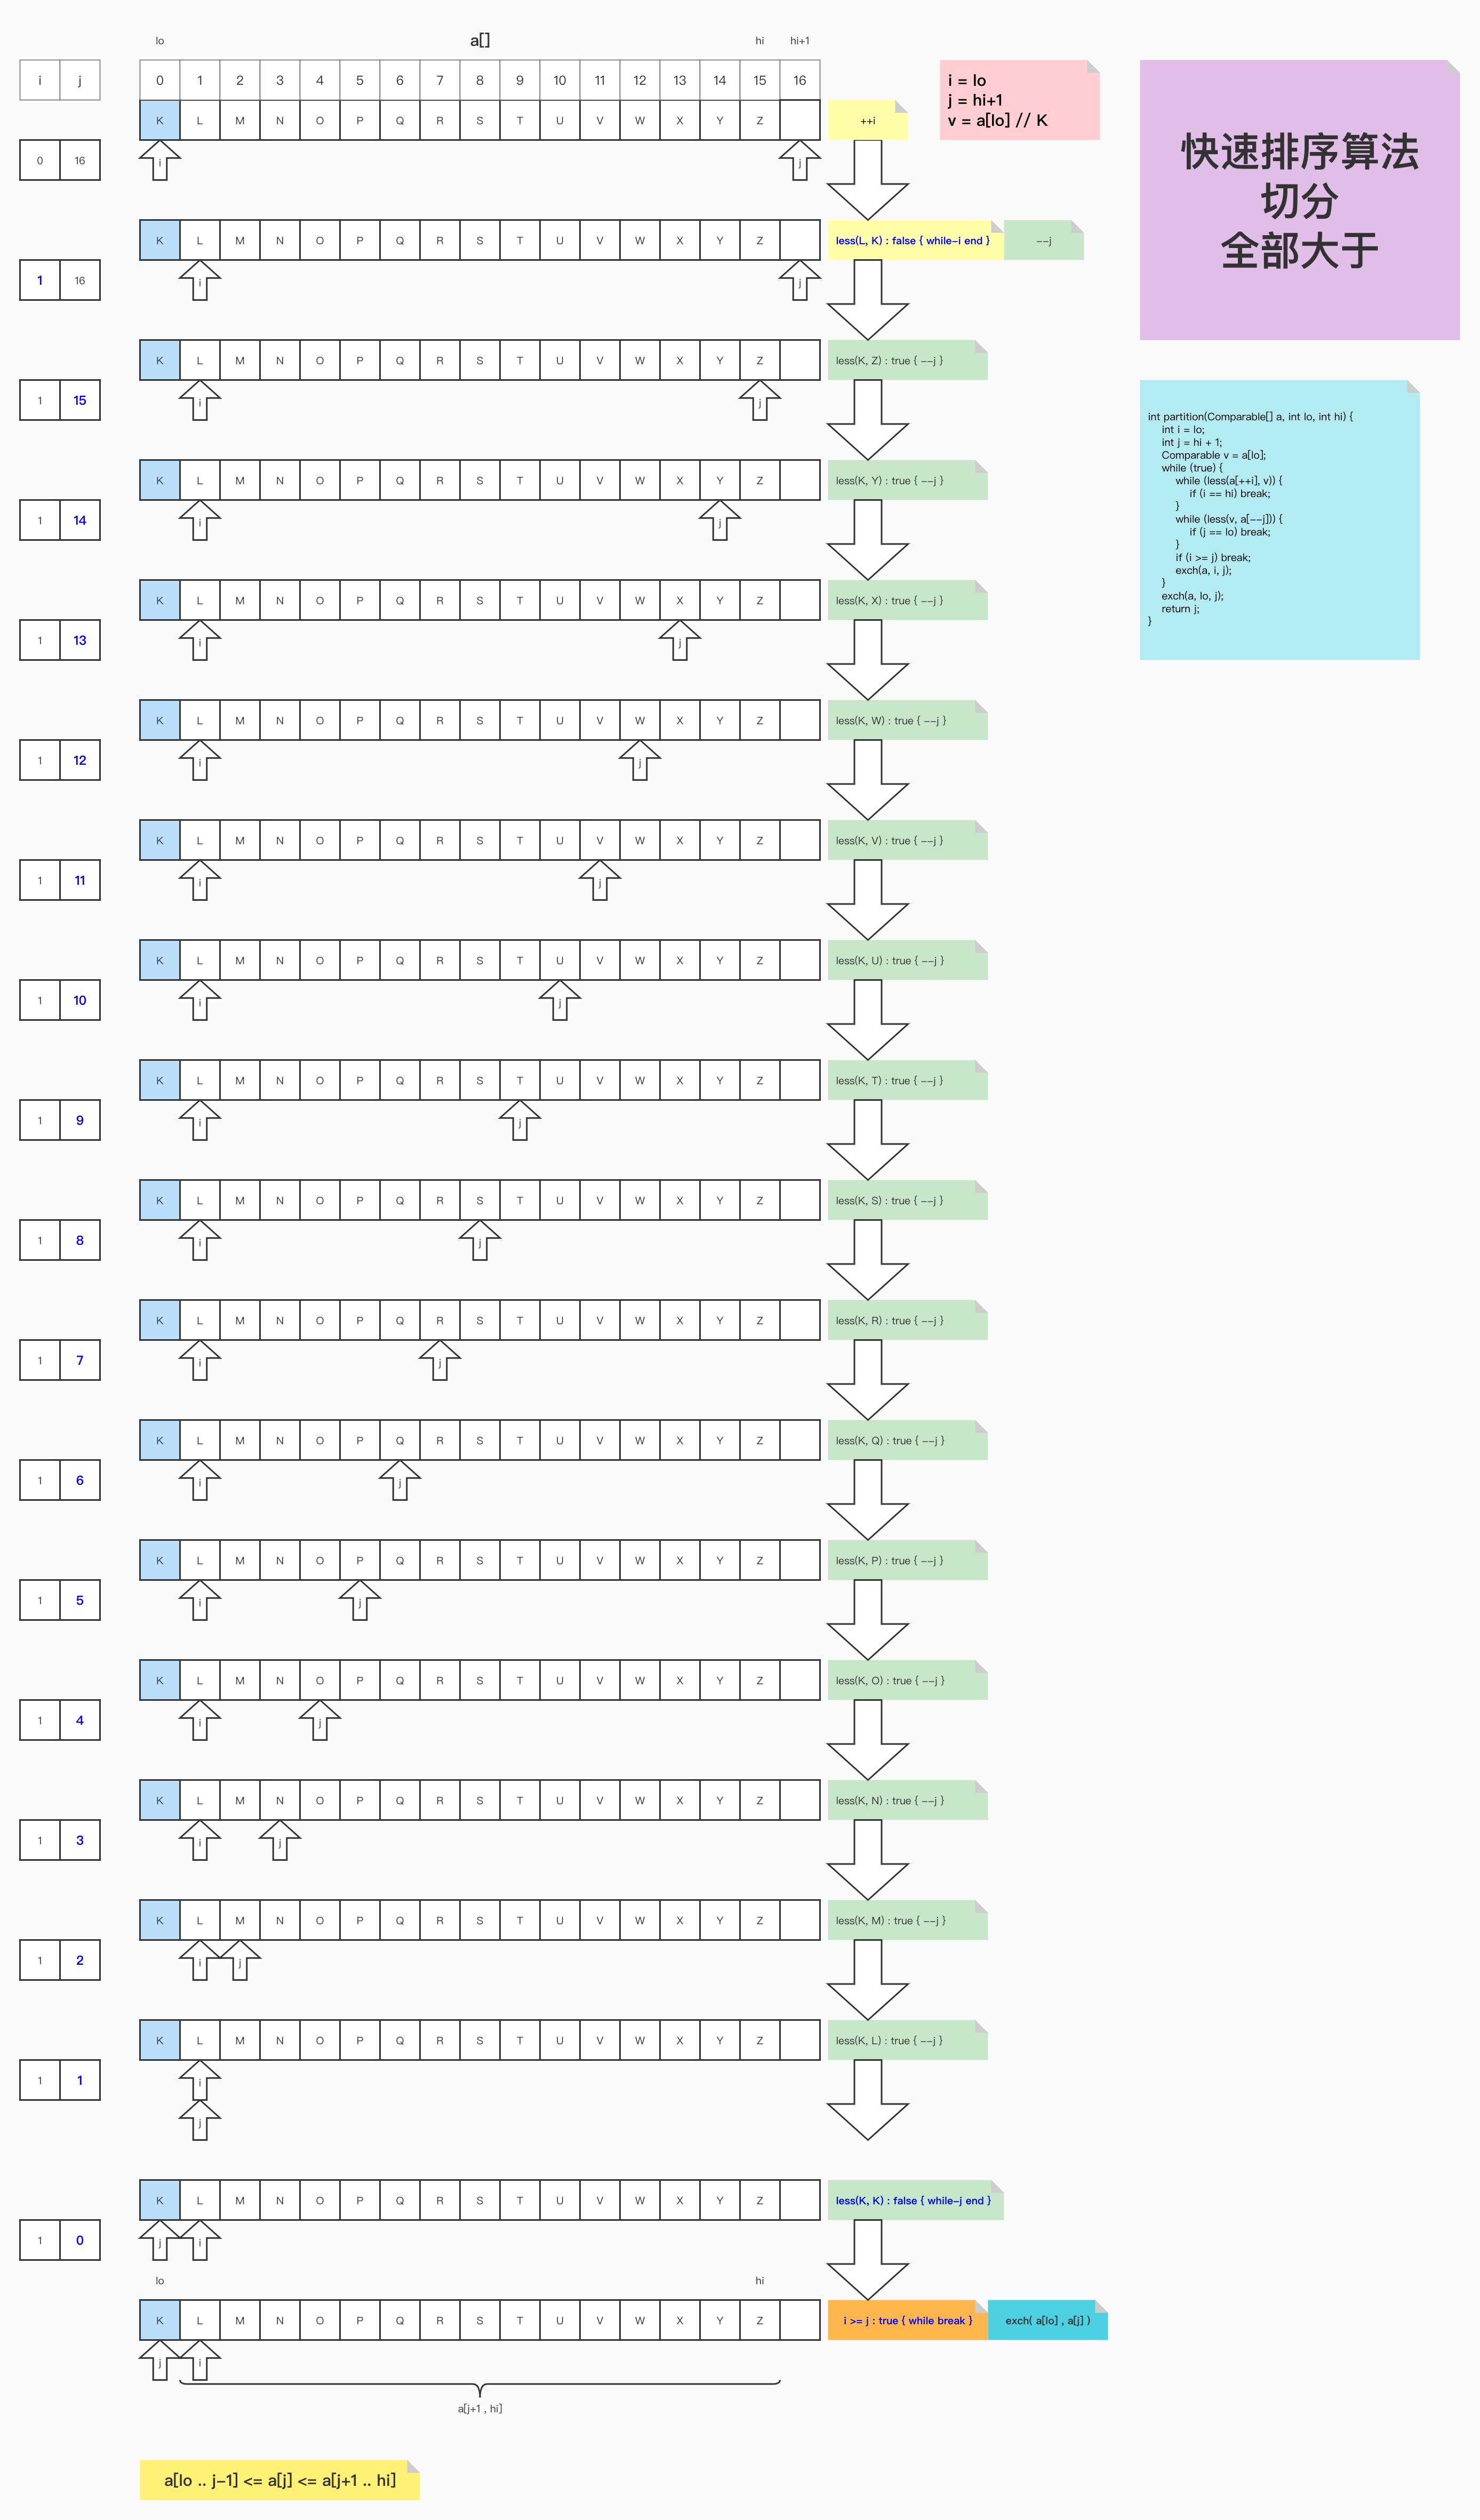 lo a[] hi hi+1
i j 0 1 2 3 4 5 6 7 8 9 10 11 12 13 14 15 16
K L M N O P Q R S T U V W X Y Z ++i
0 16 i j
i = lo
j = hi+1
v = a[lo] // K
快速排序算法
切分
全部大于
K L M N O P Q R S T U V W X Y Z less(L, K) : false { while-i end } --j
1 16 i j
K L M N O P Q R S T U V W X Y Z less(K, Z) : true { --j }
1 15 i j
int partition(Comparable[] a, int lo, int hi) {
int i = lo;
int j = hi + 1;
Comparable v = a[lo];
while (true) {
while (less(a[++i], v)) {
if (i == hi) break;
}
while (less(v, a[--j])) {
if (j == lo) break;
}
if (i >= j) break;
exch(a, i, j);
}
exch(a, lo, j);
return j;
}
K L M N O P Q R S T U V W X Y Z less(K, Y) : true { --j }
1 14 i j
K L M N O P Q R S T U V W X Y Z less(K, X) : true { --j }
1 13 i j
K L M N O P Q R S T U V W X Y Z less(K, W) : true { --j }
1 12 i j
K L M N O P Q R S T U V W X Y Z less(K, V) : true { --j }
1 11 i j
K L M N O P Q R S T U V W X Y Z less(K, U) : true { --j }
1 10 i j
K L M N O P Q R S T U V W X Y Z less(K, T) : true { --j }
1 9 i j
K L M N O P Q R S T U V W X Y Z less(K, S) : true { --j }
1 8 i j
K L M N O P Q R S T U V W X Y Z less(K, R) : true { --j }
1 7 i j
K L M N O P Q R S T U V W X Y Z less(K, Q) : true { --j }
1 6 i j
K L M N O P Q R S T U V W X Y Z less(K, P) : true { --j }
1 5 i j
K L M N O P Q R S T U V W X Y Z less(K, O) : true { --j }
1 4 i j
K L M N O P Q R S T U V W X Y Z less(K, N) : true { --j }
1 3 i j
K L M N O P Q R S T U V W X Y Z less(K, M) : true { --j }
1 2 i j
K L M N O P Q R S T U V W X Y Z less(K, L) : true { --j }
1 1 i
j
K L M N O P Q R S T U V W X Y Z less(K, K) : false { while-j end }
1 0 j i
lo hi
K L M N O P Q R S T U V W X Y Z i >= j : true { while break } exch( a[lo] , a[j] )
j i
a[j+1 , hi]
a[lo .. j-1] <= a[j] <= a[j+1 .. hi]